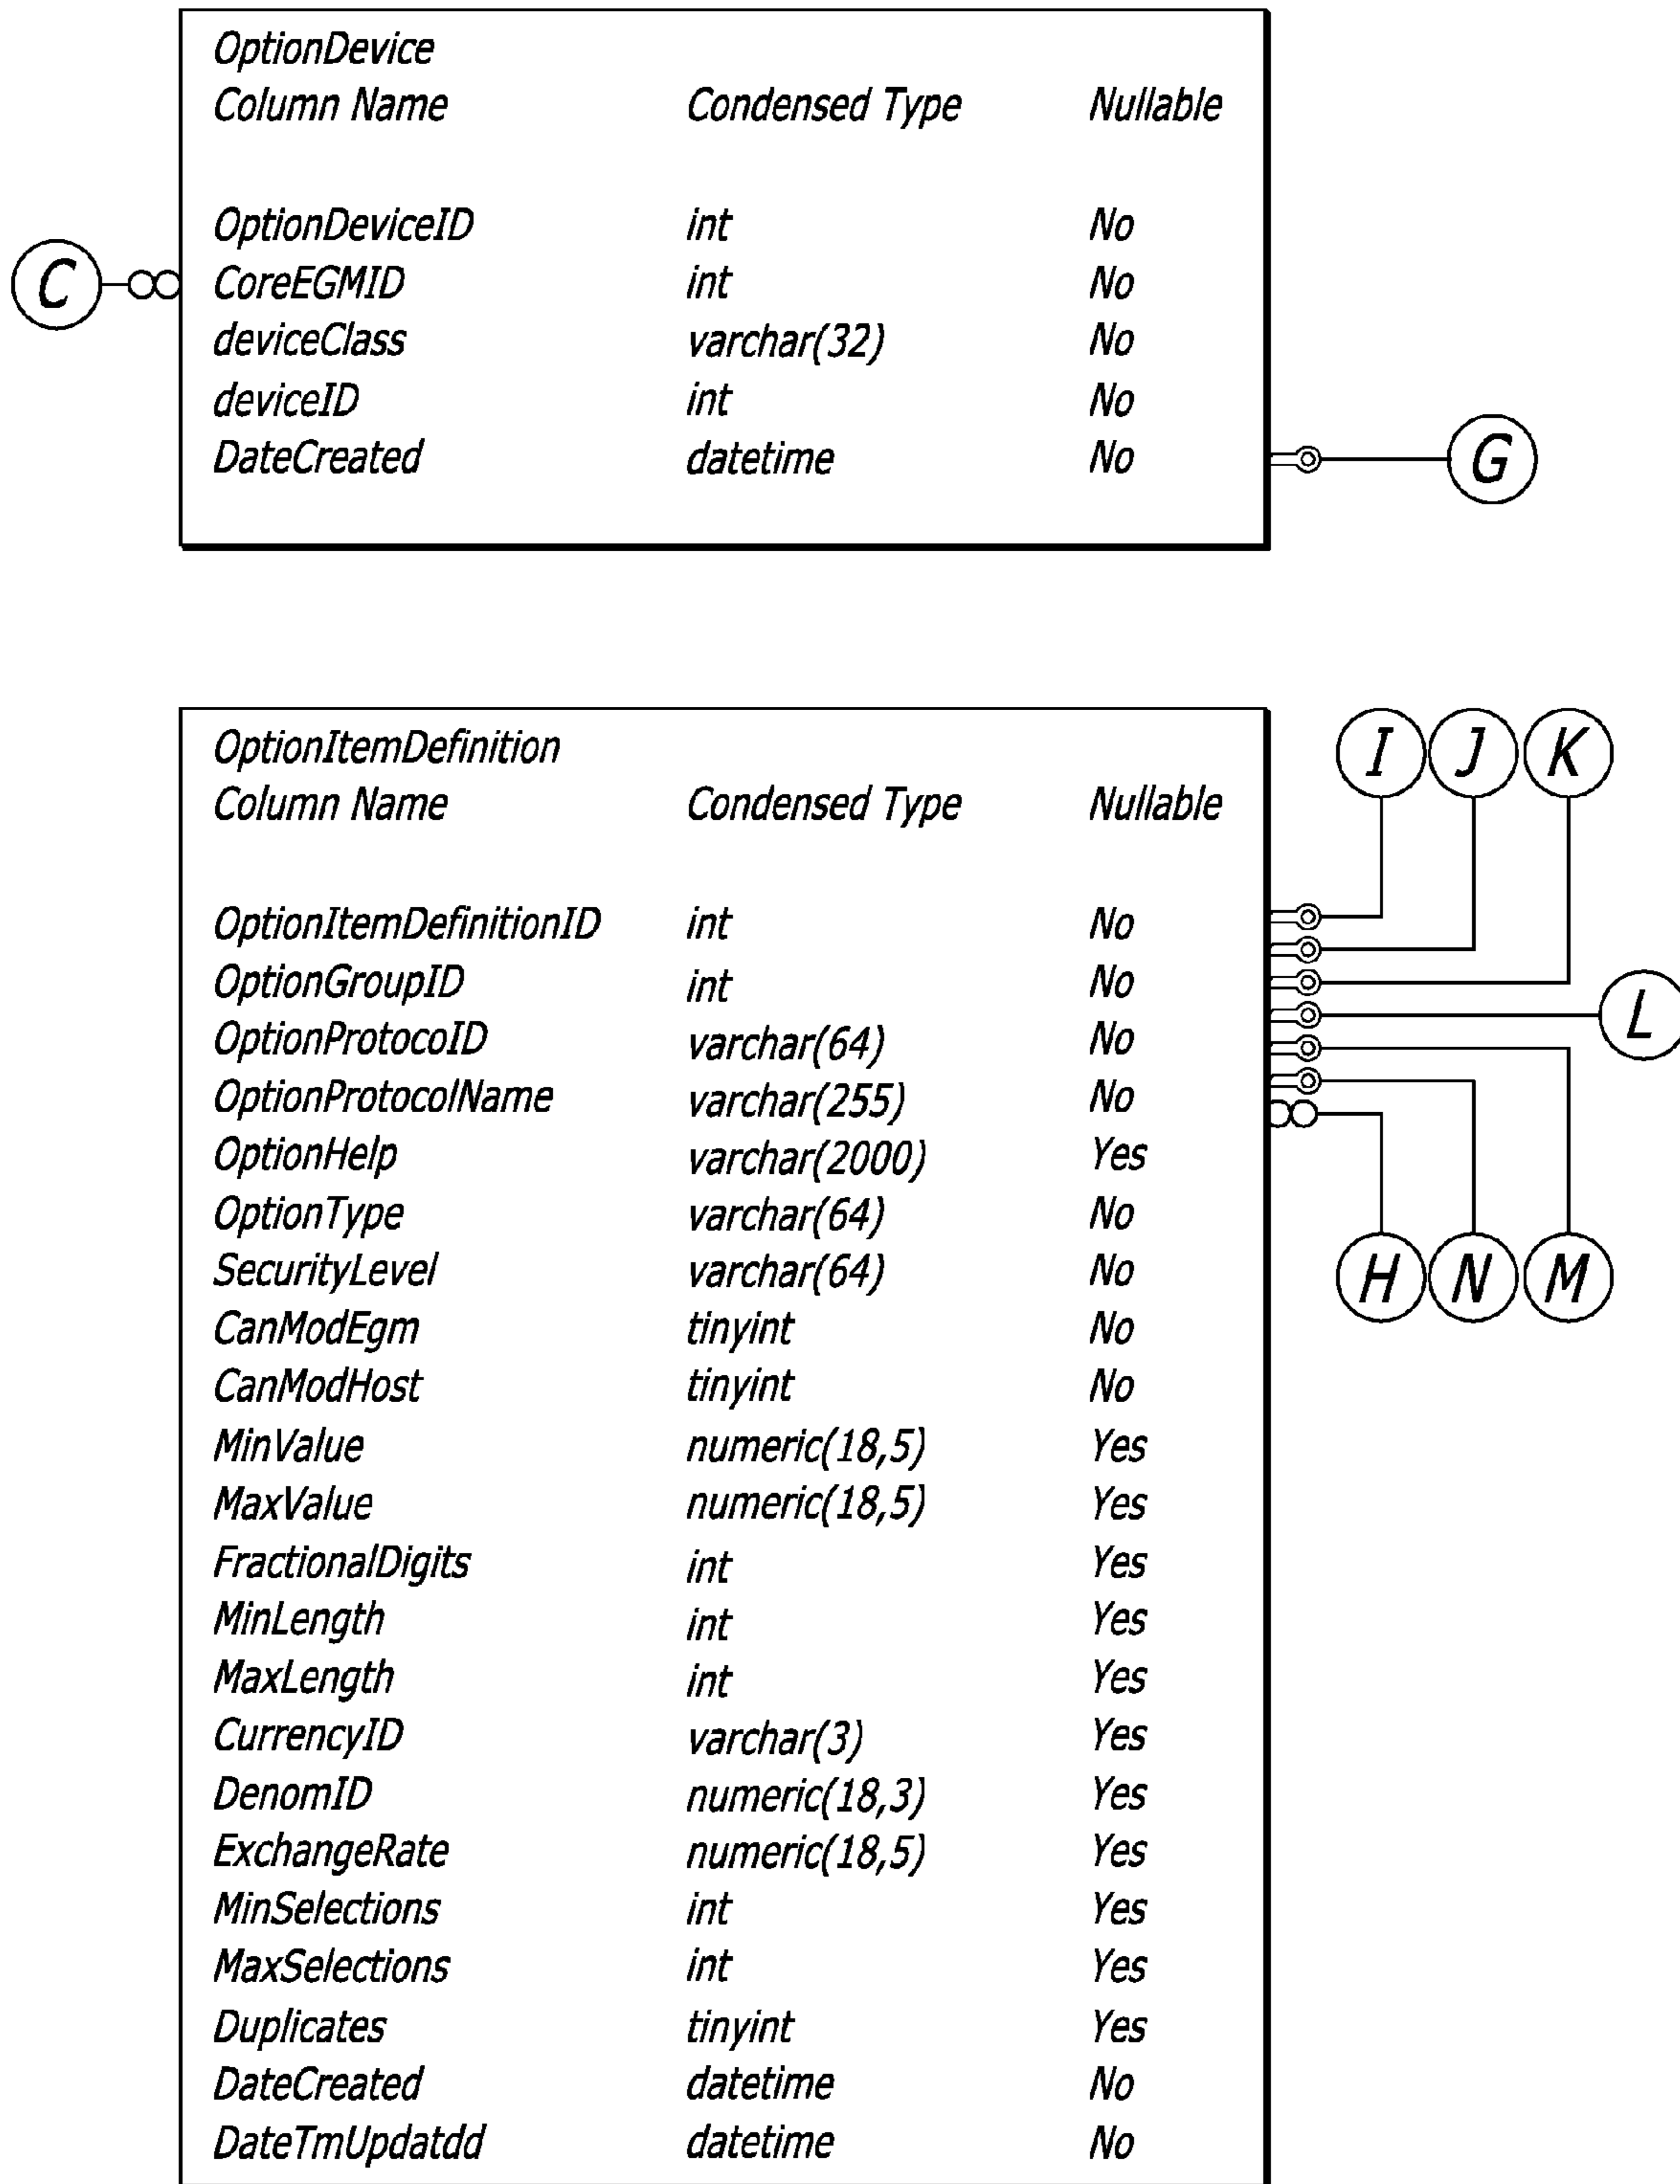 OptionDevice
Column Name Condensed Type Nullable
OptionDeviceID int No
C CoreEGMID int No
deviceClass varchar(32) No
deviceID int No
DateCreated datetime No G
OptionItemDefinition
Column Name Condensed Type Nullable
I J K
OptionItemDefinitionID int No
OptionGroupID int No
L
OptionProtocoID varchar(64) No
OptionProtocolName varchar(255) No
OptionHelp varchar(2000) Yes
OptionType varchar(64) No
SecurityLevel varchar(64) No
H N M
CanModEgm tinyint No
CanModHost tinyint No
MinValue numeric(18,5) Yes
MaxValue numeric(18,5) Yes
FractionalDigits int Yes
MinLength int Yes
MaxLength int Yes
CurrencyID varchar(3) Yes
DenomID numeric(18,3) Yes
ExchangeRate numeric(18,5) Yes
MinSelections int Yes
MaxSelections int Yes
Duplicates tinyint Yes
DateCreated datetime No
DateTmUpdatdd datetime No